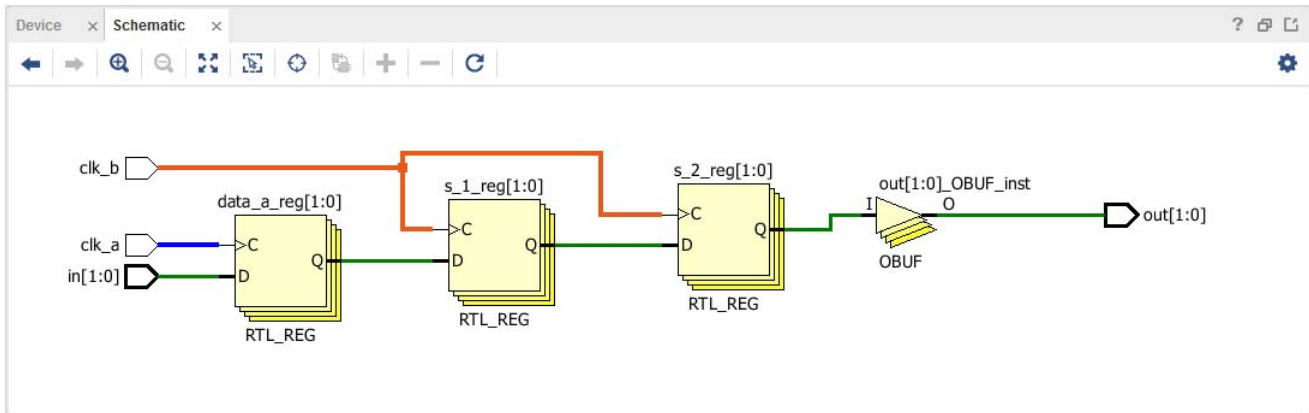 Device × Schematic ×
?
clk_b
clk_a
in[1:0]
data_a_reg[1:0]
C
D
Q
RTL_REG
s_1_reg[1:0]
C
D
Q
RTL_REG
s_2_reg[1:0]
C
D
Q
RTL_REG
out[1:0]_OBUF_inst
I O
OBUF
out[1:0]